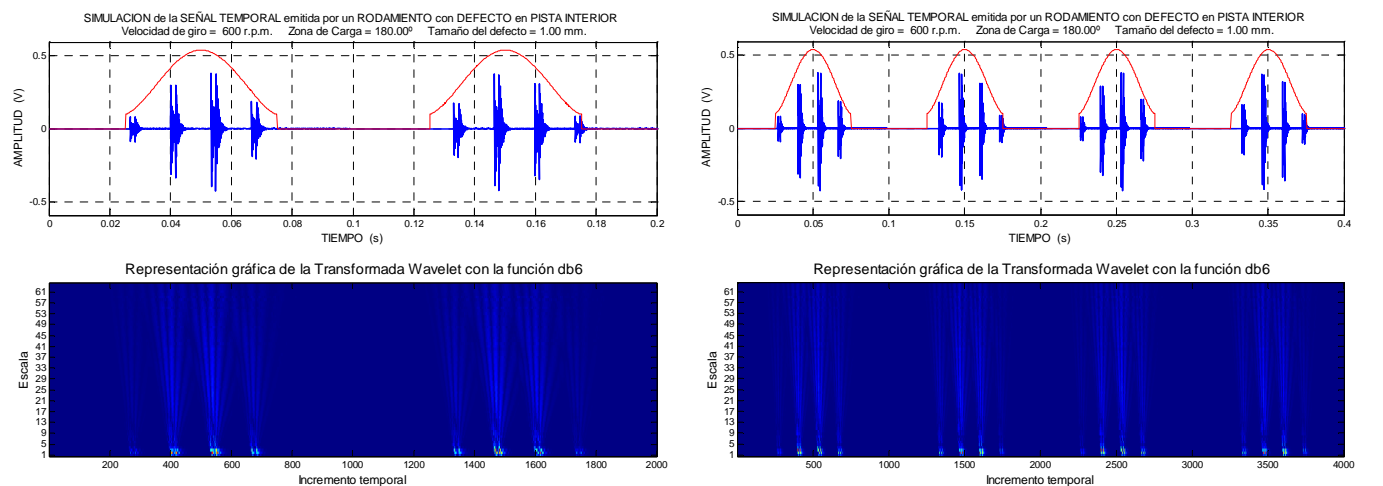 SIMULACION de la SEÑAL TEMPORAL emitida por un RODAMIENTO con DEFECTO en PISTA INTERIOR
Velocidad de giro = 600 r.p.m. Zona de Carga = 180.00º Tamaño del defecto = 1.00 mm.
AMPLITUD (V)
0.5
0
-0.5
0 0.02 0.04 0.06 0.08 0.1 0.12 0.14 0.16 0.18 0.2
TIEMPO (s)
Representación gráfica de la Transformada Wavelet con la función db6
Escala
61
57
53
49
45
41
37
33
29
25
21
17
13
9
5
1
200 400 600 800 1000 1200 1400 1600 1800 2000
Incremento temporal
SIMULACION de la SEÑAL TEMPORAL emitida por un RODAMIENTO con DEFECTO en PISTA INTERIOR
Velocidad de giro = 600 r.p.m. Zona de Carga = 180.00º Tamaño del defecto = 1.00 mm.
AMPLITUD (V)
0.5
0
-0.5
0 0.05 0.1 0.15 0.2 0.25 0.3 0.35 0.4
TIEMPO (s)
Representación gráfica de la Transformada Wavelet con la función db6
Escala
61
57
53
49
45
41
37
33
29
25
21
17
13
9
5
1
500 1000 1500 2000 2500 3000 3500 4000
Incremento temporal